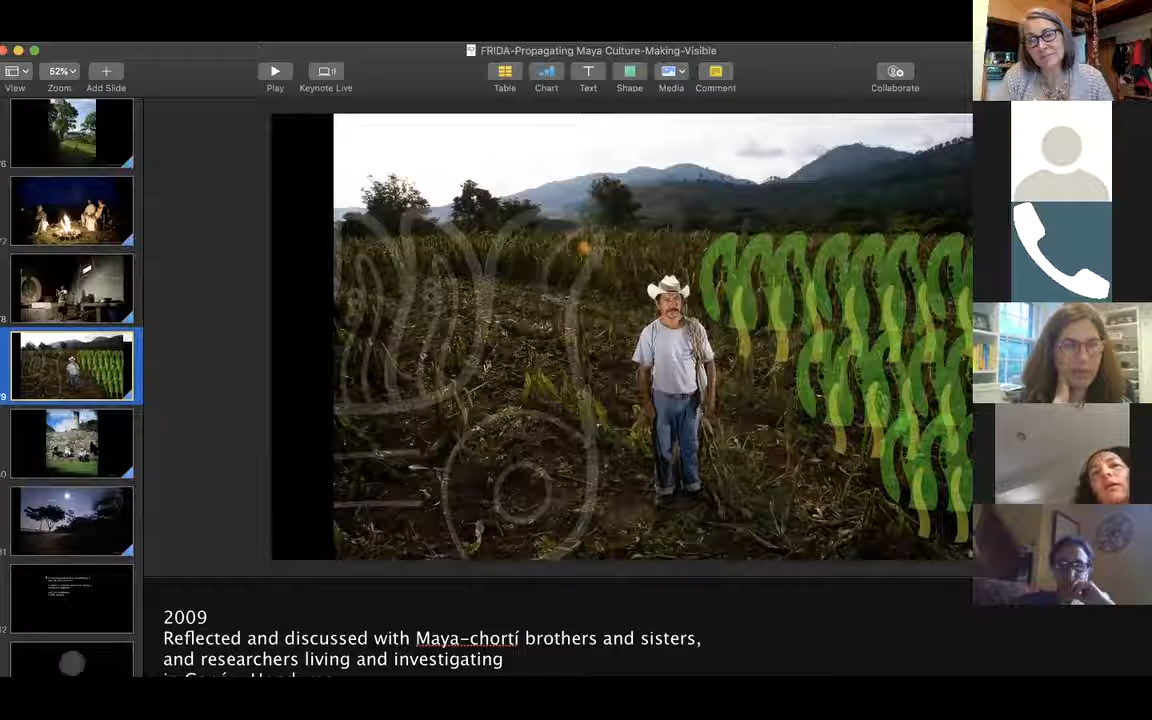 FRIDA-Propagating Maya Culture-Making-Visible
52%
View
Zoom
Add Slide
Play
Keynote Live
Table
Chart
Text
Shape
Media
Comment
Collaborate
2009
Reflected and discussed with Maya-chortí brothers and sisters,
and researchers living and investigating
in